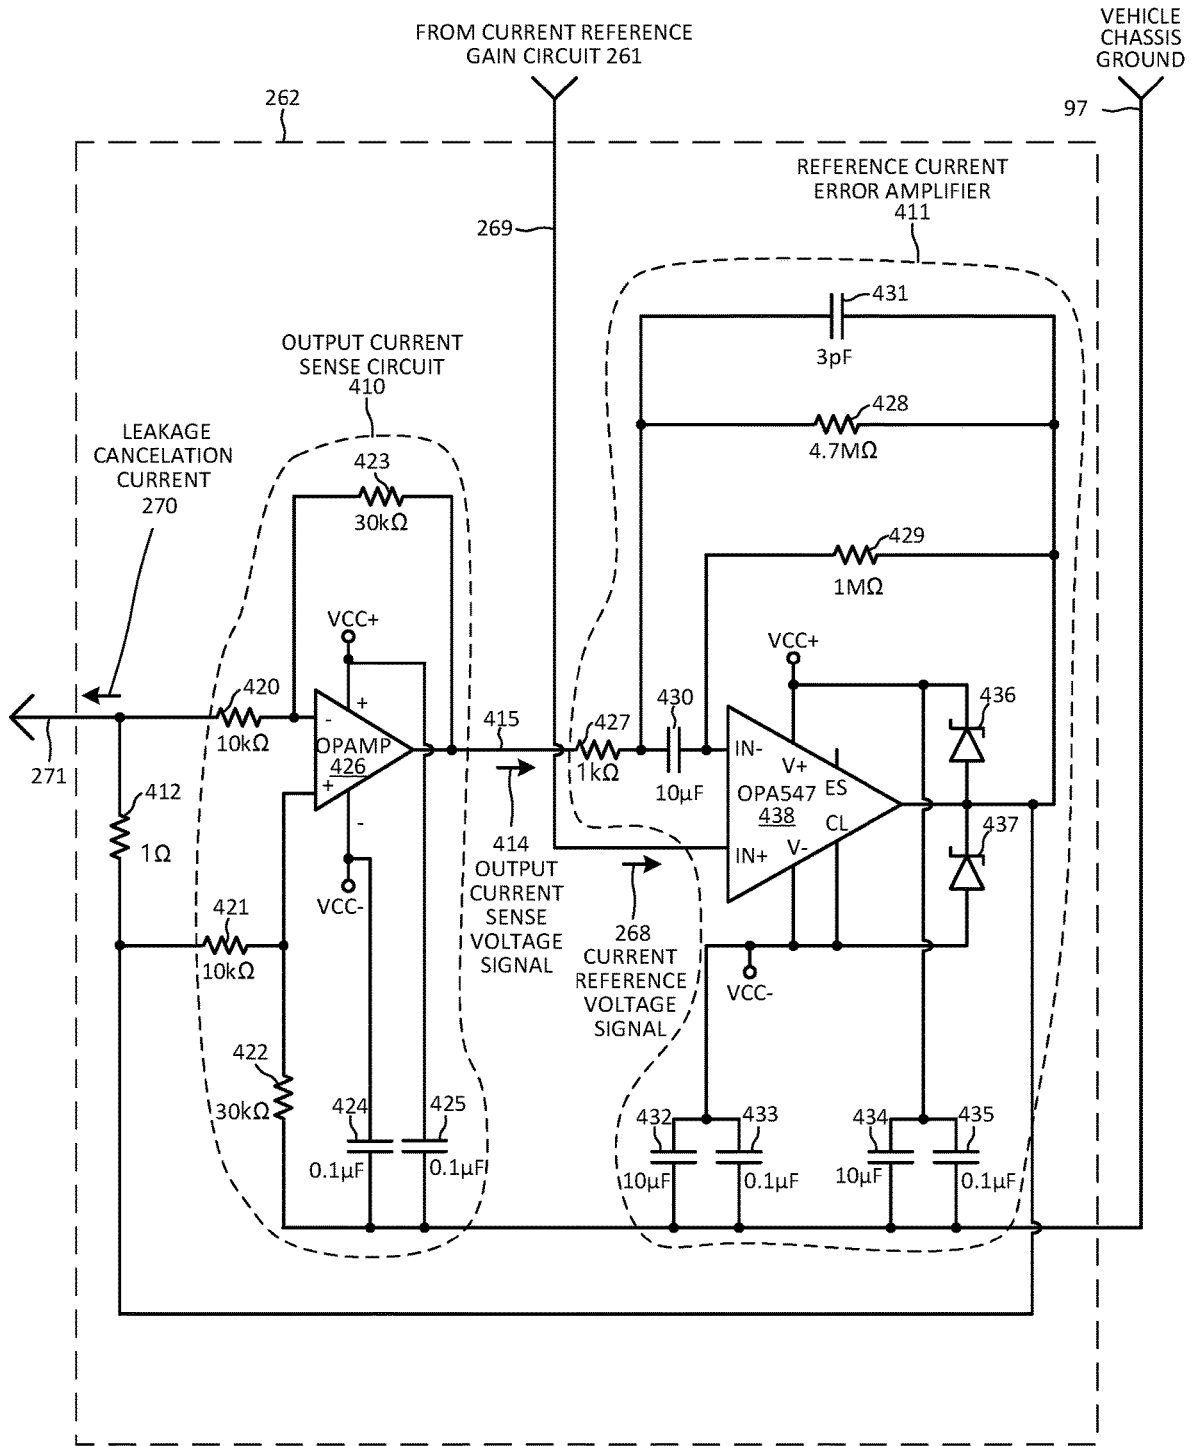 FROM CURRENT REFERENCE
GAIN CIRCUIT 261
VEHICLE
CHASSIS
GROUND
262
97
REFERENCE CURRENT
ERROR AMPLIFIER
411
269
431
3pF
OUTPUT CURRENT
SENSE CIRCUIT
410
428
4.7MΩ
LEAKAGE
CANCELATION
CURRENT
270
423
30kΩ
429
1MΩ
VCC+
VCC+
420
10kΩ
+
-
OPAMP
426
+
-
VCC-
271
415
427
1kΩ
430
10µF
436
IN-
V+
ES
OPA547
438
CL
V-
IN+
437
412
1Ω
414
OUTPUT
CURRENT
SENSE
VOLTAGE
SIGNAL
268
CURRENT
REFERENCE
VOLTAGE
SIGNAL
421
10kΩ
VCC-
422
30kΩ
424
0.1µF
425
0.1µF
432
10µF
433
0.1µF
434
10µF
435
0.1µF